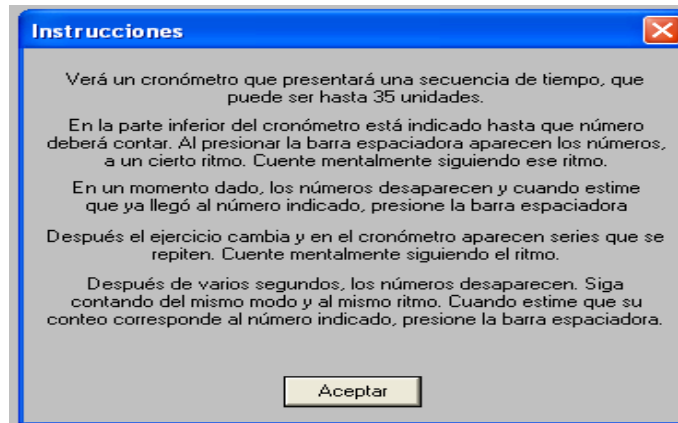 Instrucciones
Verá un cronómetro que presentará una secuencia de tiempo, que
puede ser hasta 35 unidades.
En la parte inferior del cronómetro está indicado hasta que número
deberá contar. Al presionar la barra espaciadora aparecen los números,
a un cierto ritmo. Cuente mentalmente siguiendo ese ritmo.
En un momento dado, los números desaparecen y cuando estime
que ya llegó al número indicado, presione la barra espaciadora
Después el ejercicio cambia y en el cronómetro aparecen series que se
repiten. Cuente mentalmente siguiendo el ritmo.
Después de varios segundos, los números desaparecen. Siga
contando del mismo modo y al mismo ritmo. Cuando estime que su
conteo corresponde al número indicado, presione la barra espaciadora.
Aceptar